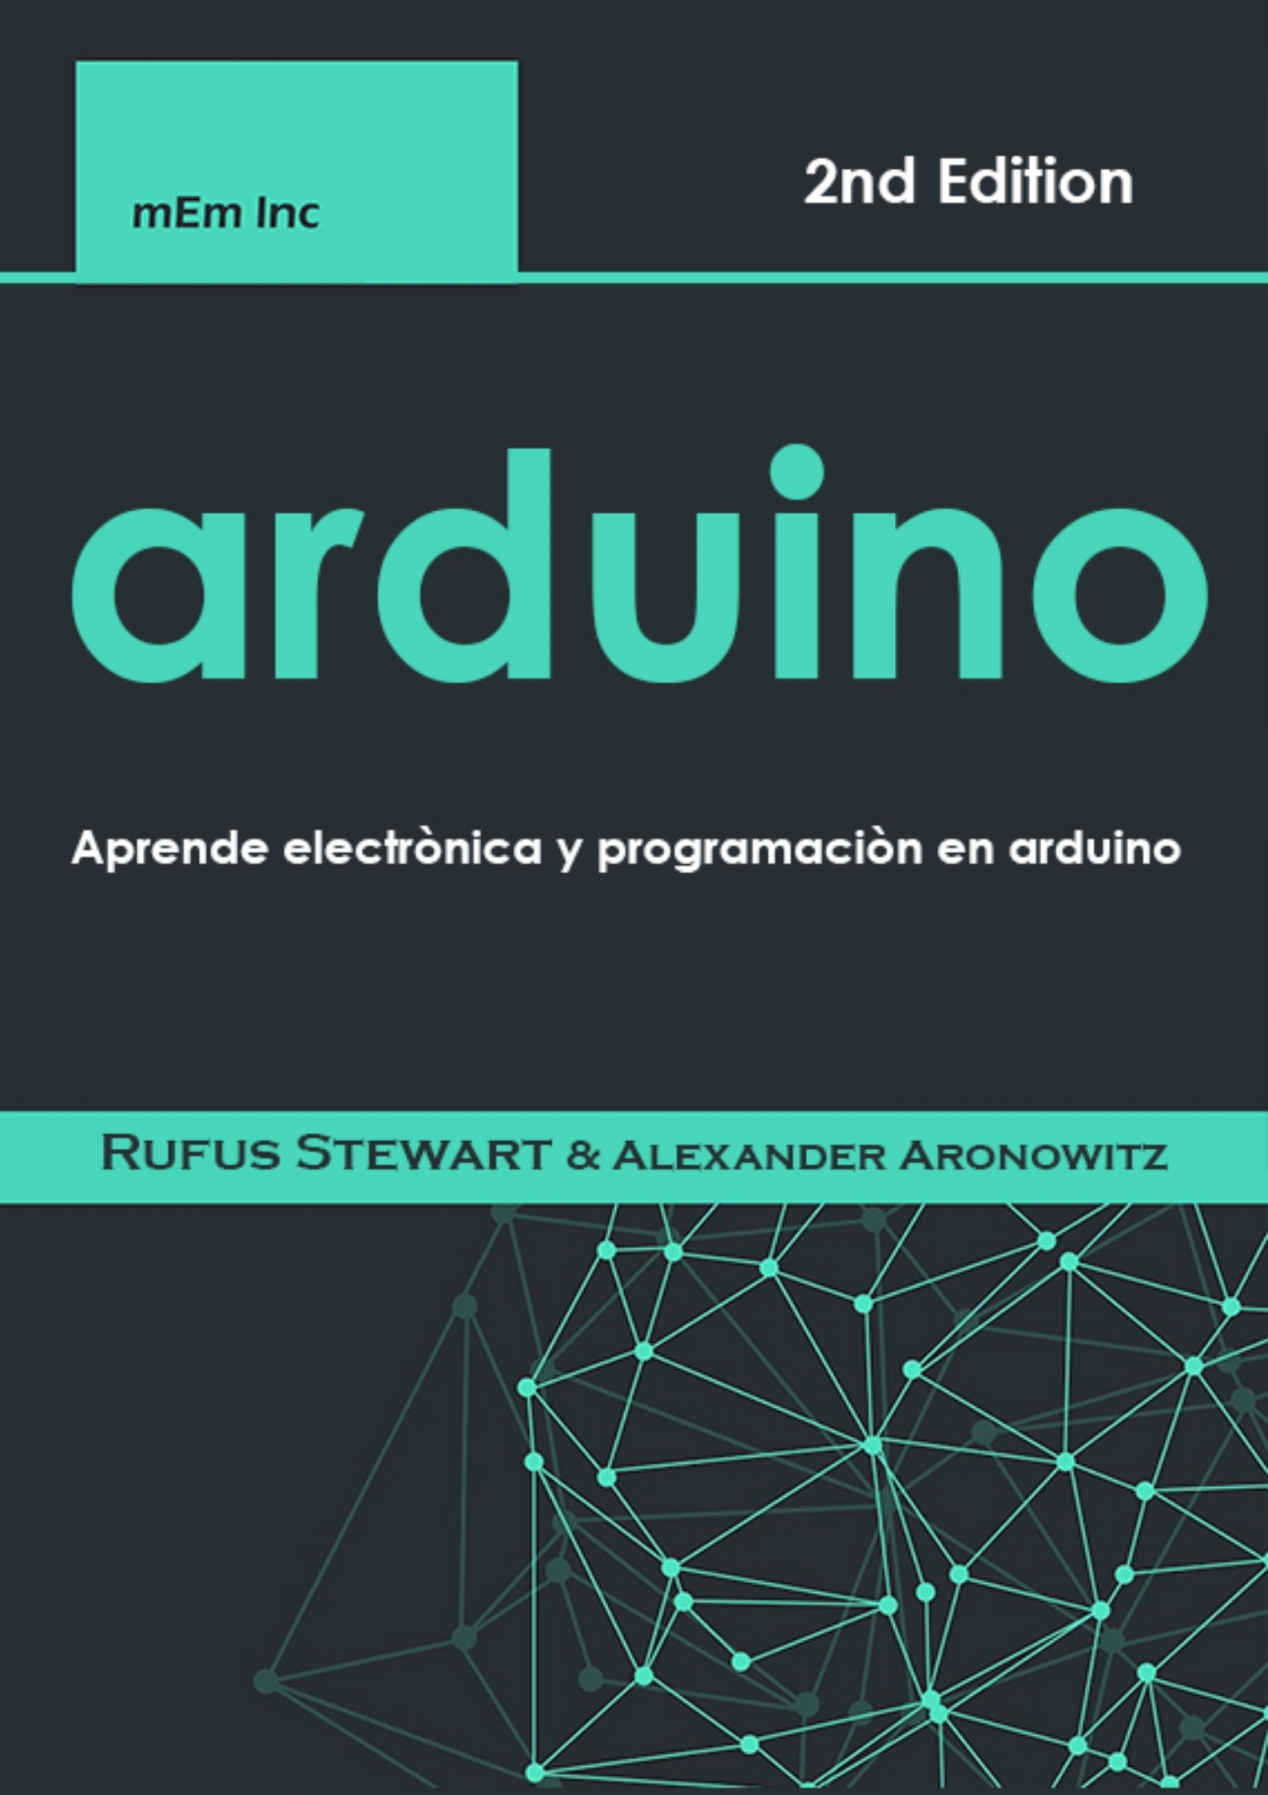 mEm Inc
2nd Edition
arduino
Aprende electrònica y programaciòn en arduino
RUFUS STEWART & ALEXANDER ARONOWITZ